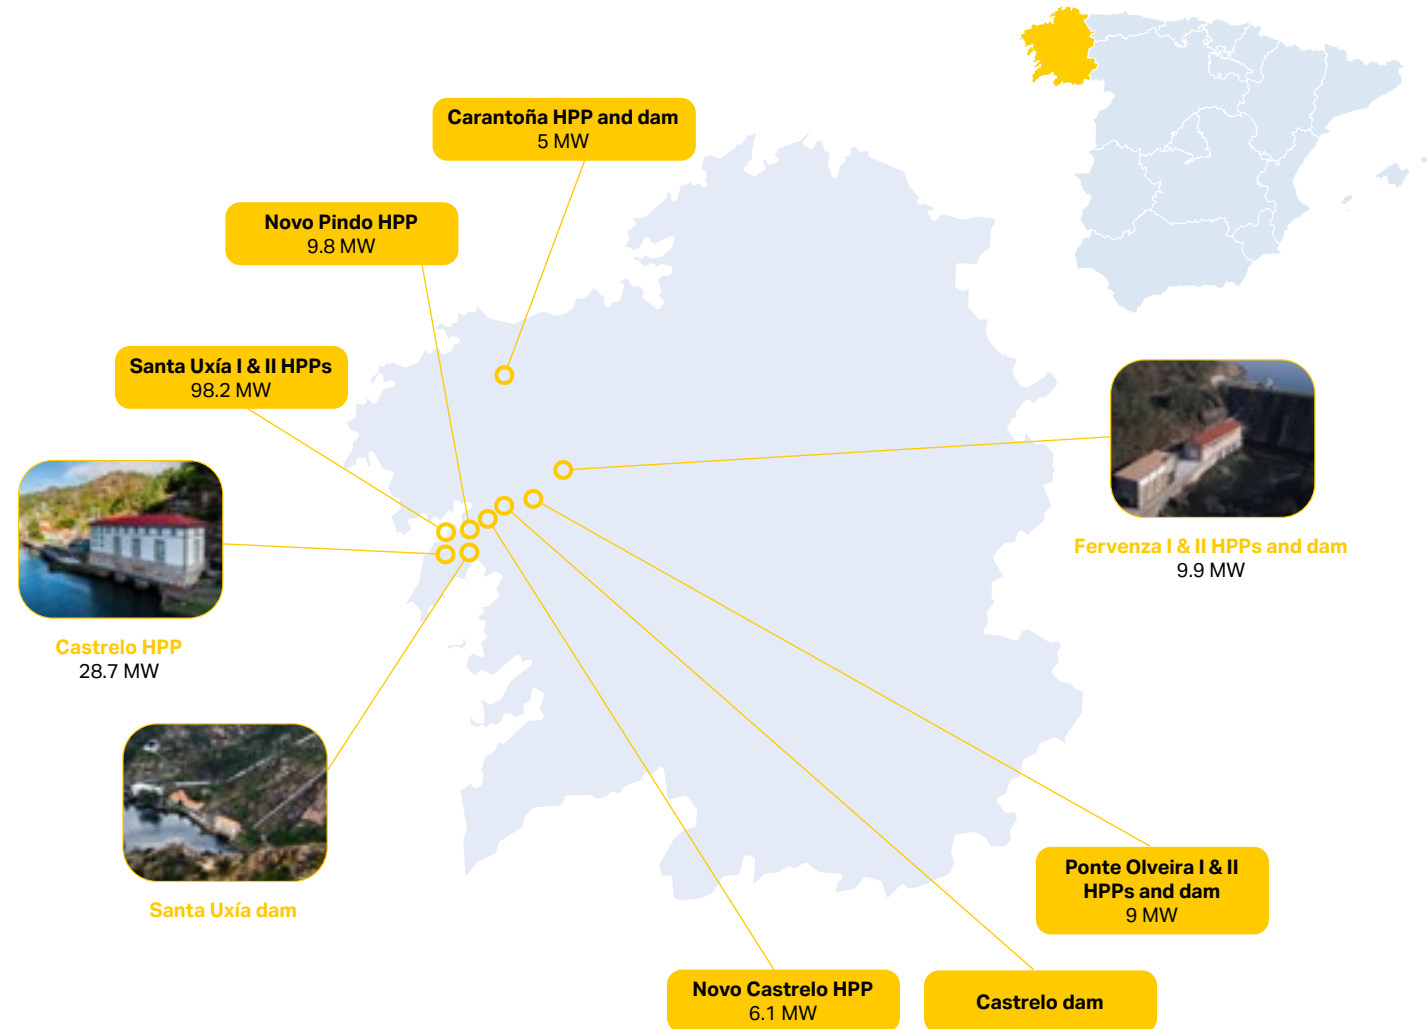 Carantoña HPP and dam
5 MW
Novo Pindo HPP
9.8 MW
Santa Uxía I & II HPPs
98.2 MW
Castrelo HPP
28.7 MW
Fervenza I & II HPPs and dam
9.9 MW
Santa Uxía dam
Ponte Olveira I & II
HPPs and dam
9 MW
Novo Castrelo HPP
6.1 MW
Castrelo dam